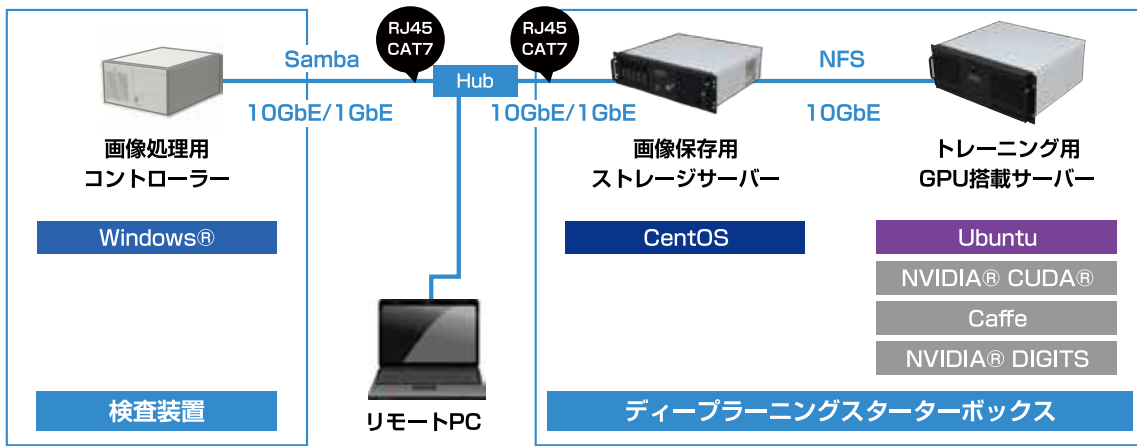 RJ45
CAT7
RJ45
CAT7
Samba
Hub
NFS
10GbE/1GbE
10GbE/1GbE
10GbE
画像処理用
コントローラー
画像保存用
ストレージサーバー
トレーニング用
GPU搭載サーバー
Windows®
CentOS
Ubuntu
NVIDIA® CUDA®
Caffe
NVIDIA® DIGITS
検査装置
リモートPC
ディープラーニングスターターボックス